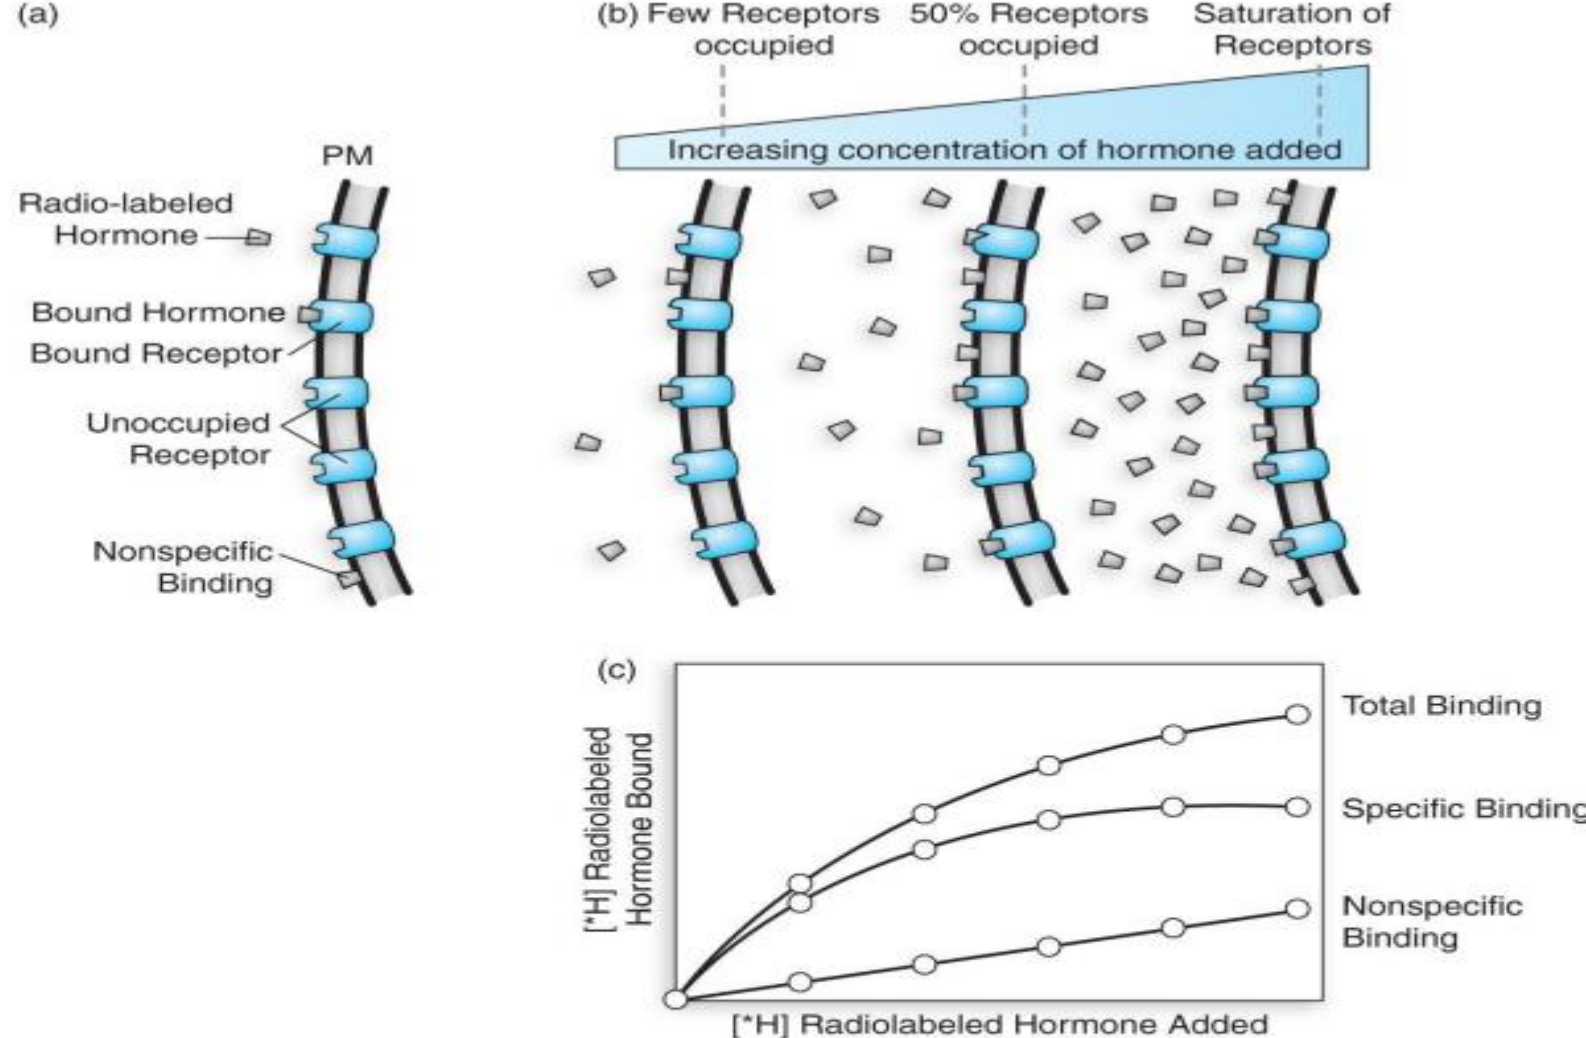 (a)
PM
Radio-labeled
Hormone
Bound Hormone
Bound Receptor
Unoccupied
Receptor
Nonspecific
Binding
(b) Few Receptors
occupied
50% Receptors
occupied
Saturation of
Receptors
Increasing concentration of hormone added
(c)
[*H] Radiolabeled
Hormone Bound
Total Binding
Specific Binding
Nonspecific
Binding
[*H] Radiolabeled Hormone Added